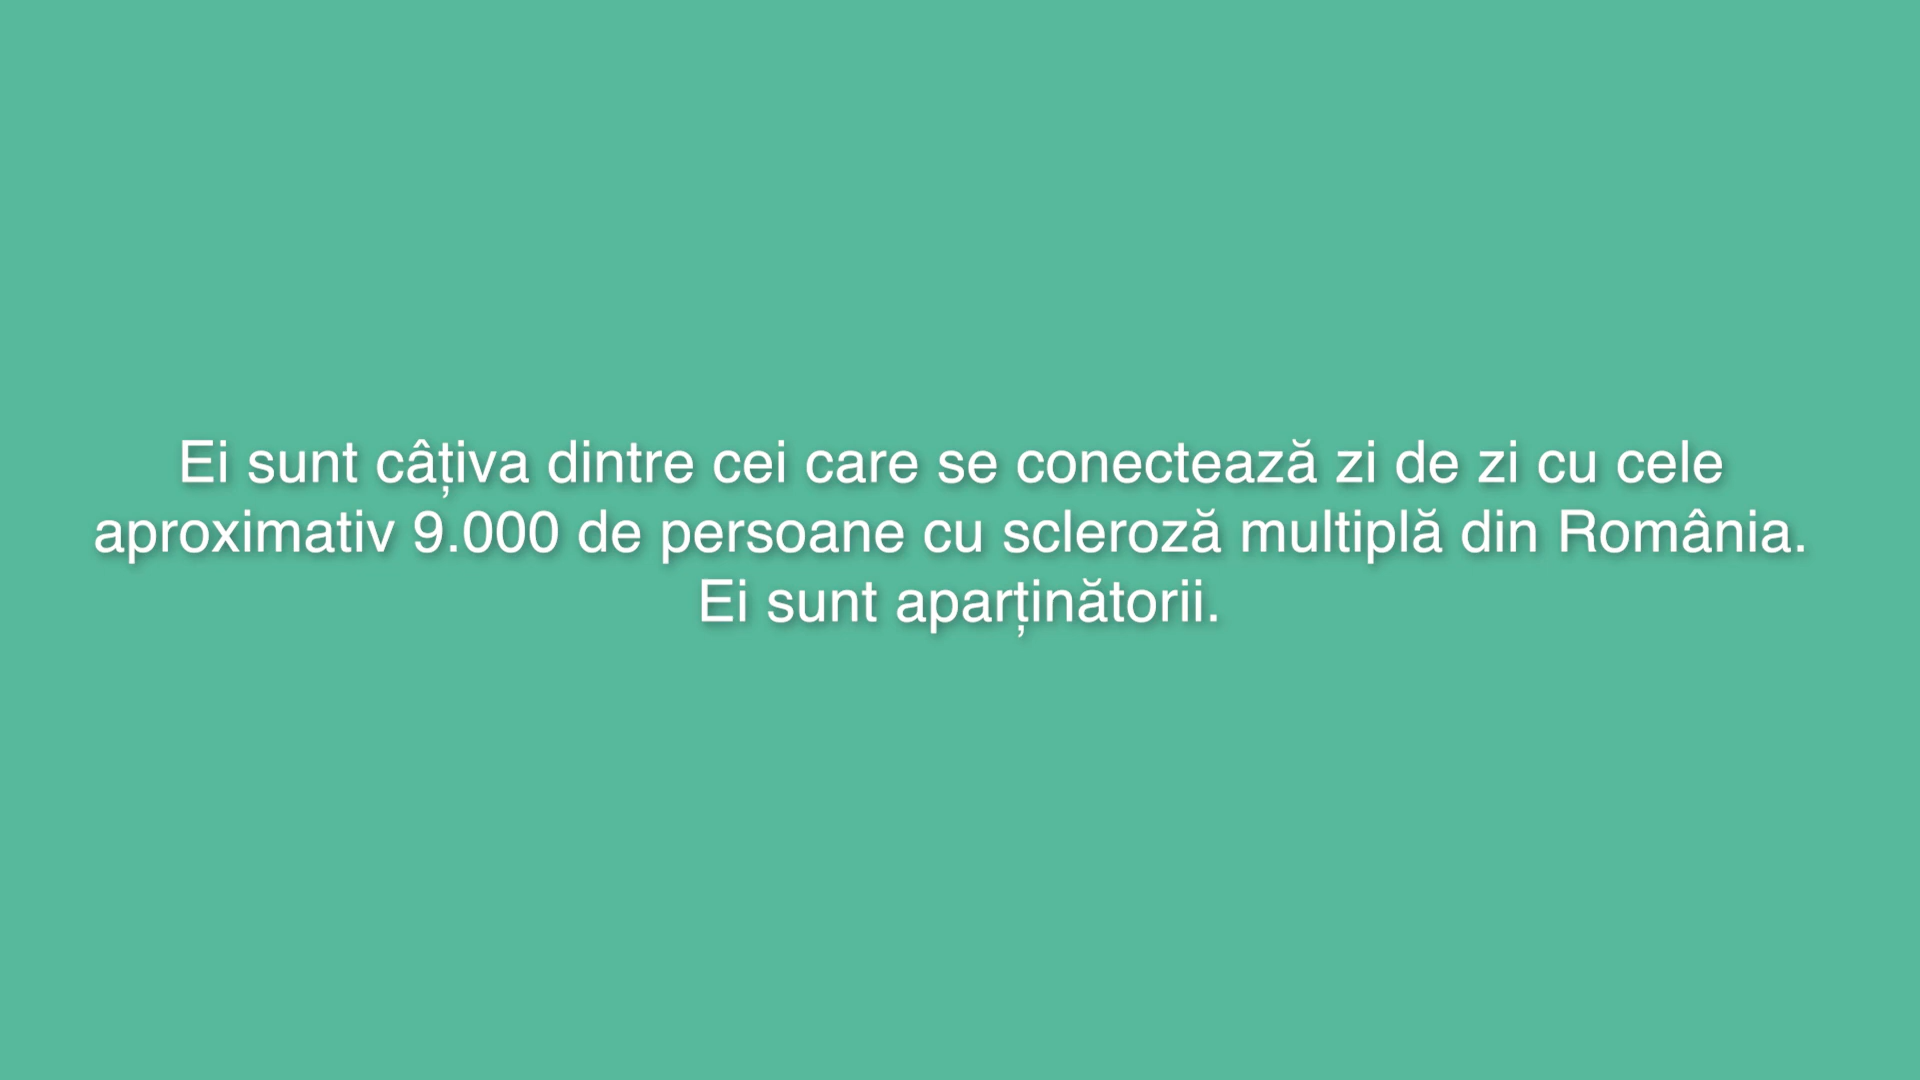 Ei sunt câțiva dintre cei care se conectează zi de zi cu cele
aproximativ 9.000 de persoane cu scleroză multiplă din România.
Ei sunt aparținătorii.